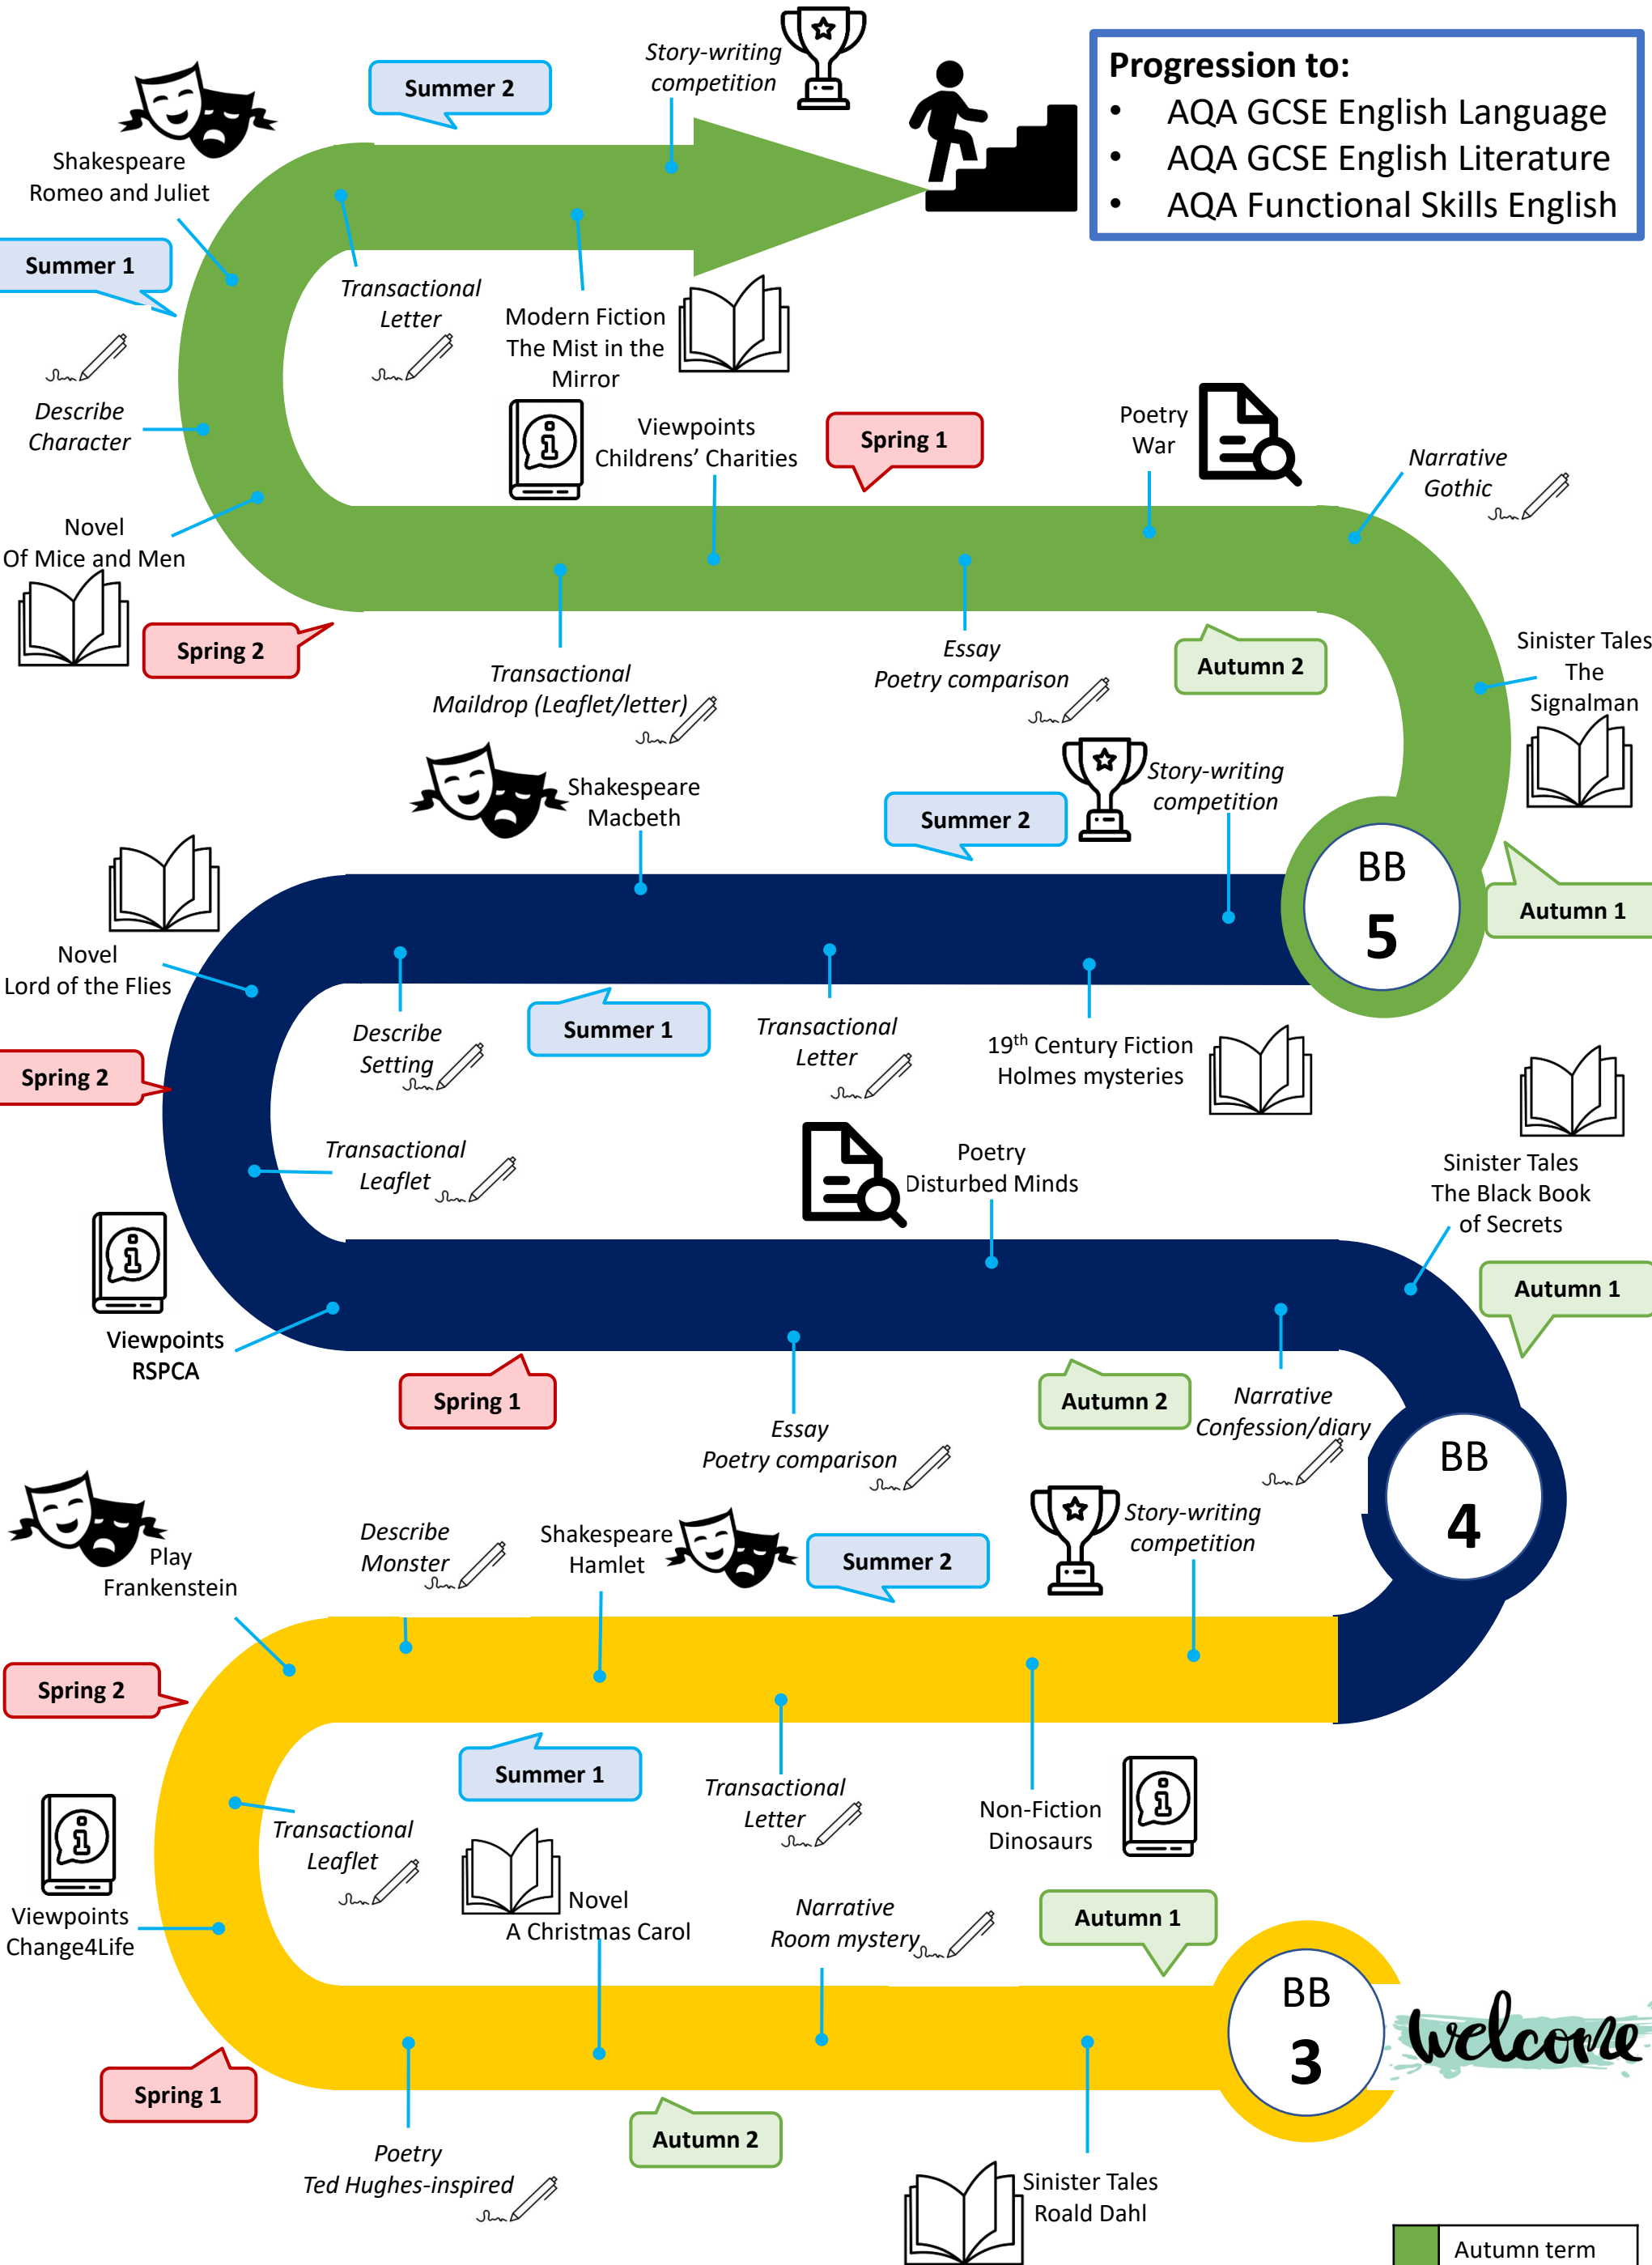 Story-writing
competition
Progression to:
• AQA GCSE English Language
• AQA GCSE English Literature
• AQA Functional Skills English
Summer 2
Shakespeare
Romeo and Juliet
Summer 1
Transactional
Letter
Modern Fiction
The Mist in the
Mirror
Describe
Character
Viewpoints
Childrens' Charities
Spring 1
Poetry
War
Narrative
Gothic
Novel
Of Mice and Men
Spring 2
Transactional
Maildrop (Leaflet/letter)
Essay
Poetry comparison
Autumn 2
Sinister Tales
The
Signalman
Shakespeare
Macbeth
Summer 2
Story-writing
competition
BB
5
Autumn 1
Novel
Lord of the Flies
Describe
Setting
Summer 1
Transactional
Letter
19th Century Fiction
Holmes mysteries
Spring 2
Transactional
Leaflet
Poetry
Disturbed Minds
Sinister Tales
The Black Book
of Secrets
Autumn 1
Viewpoints
RSPCA
Spring 1
Essay
Poetry comparison
Autumn 2
Narrative
Confession/diary
BB
4
Play
Frankenstein
Describe
Monster
Shakespeare
Hamlet
Summer 2
Story-writing
competition
Spring 2
Summer 1
Transactional
Letter
Non-Fiction
Dinosaurs
Transactional
Leaflet
Viewpoints
Change4Life
Novel
A Christmas Carol
Narrative
Room mystery
Autumn 1
BB
3
welcome
Spring 1
Poetry
Ted Hughes-inspired
Autumn 2
Sinister Tales
Roald Dahl
Autumn term